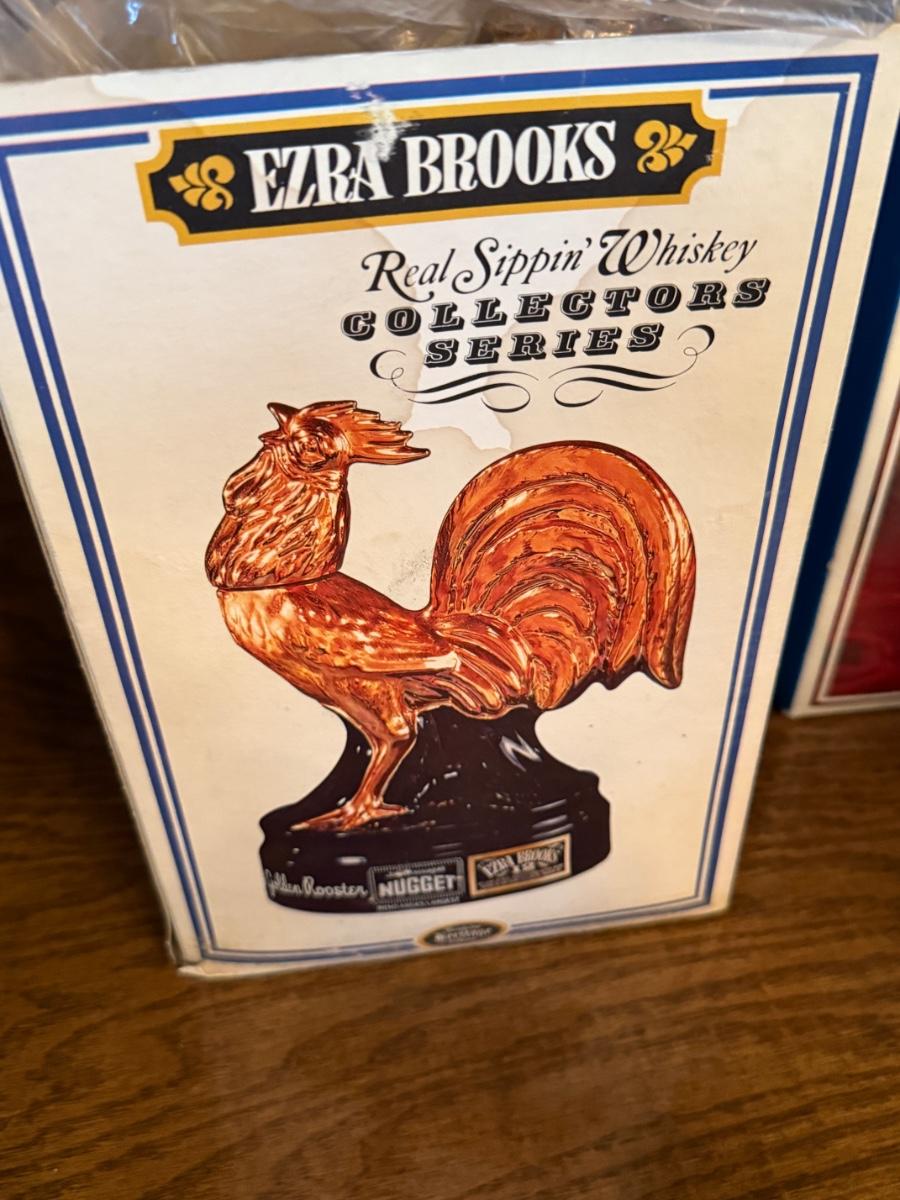 EZRA BROOKS
Real Sippin' Whiskey
COLLECTORS
SERIES
Golden Rooster
NUGGET
EZRA BROOKS